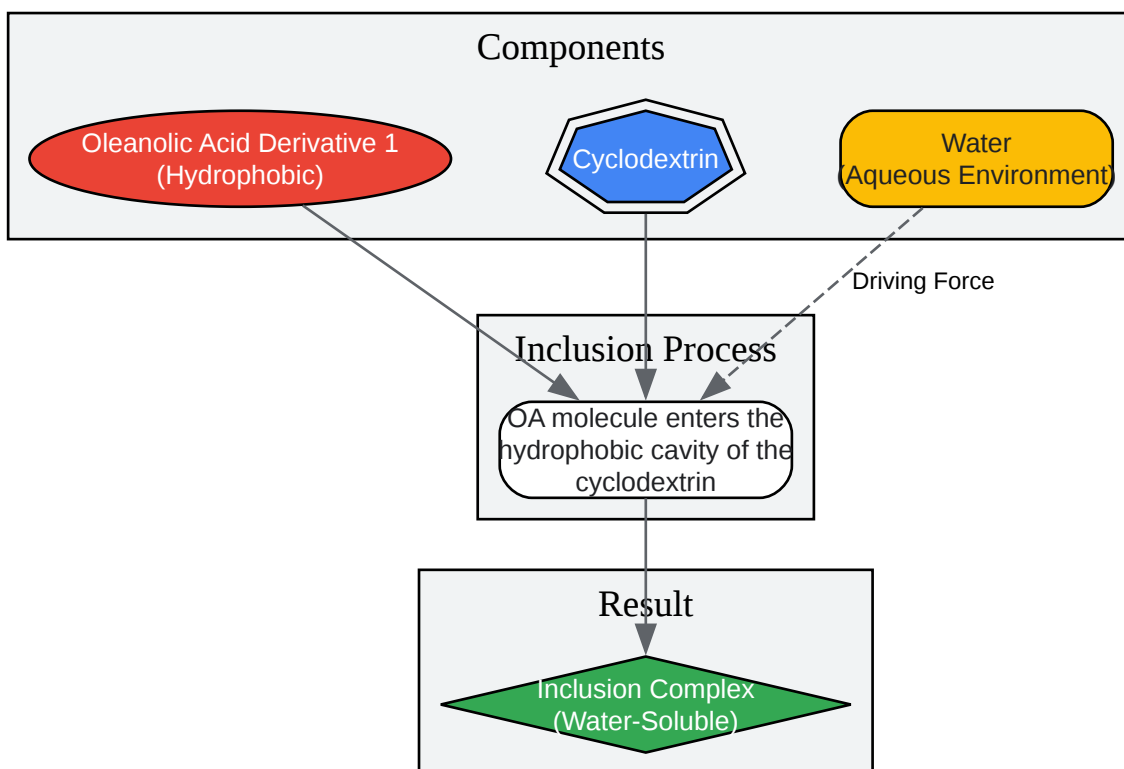 Components
Oleanolic Acid Derivative 1
(Hydrophobic)
Cyclodextrin
Water
(Aqueous Environment)
Driving Force
Inclusion Process
OA molecule enters the
hydrophobic cavity of the
cyclodextrin
Result
Inclusion Complex
(Water-Soluble)